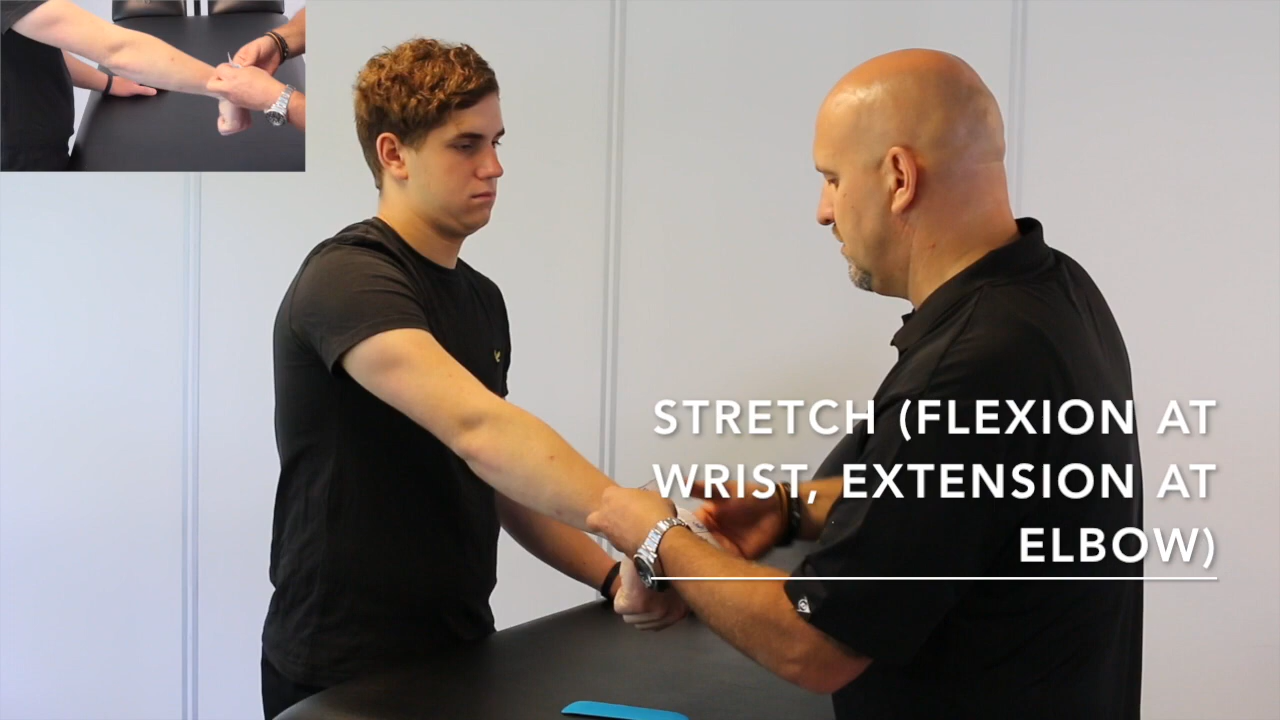 STRETCH (FLEXION AT
WRIST, EXTENSION AT
ELBOW)